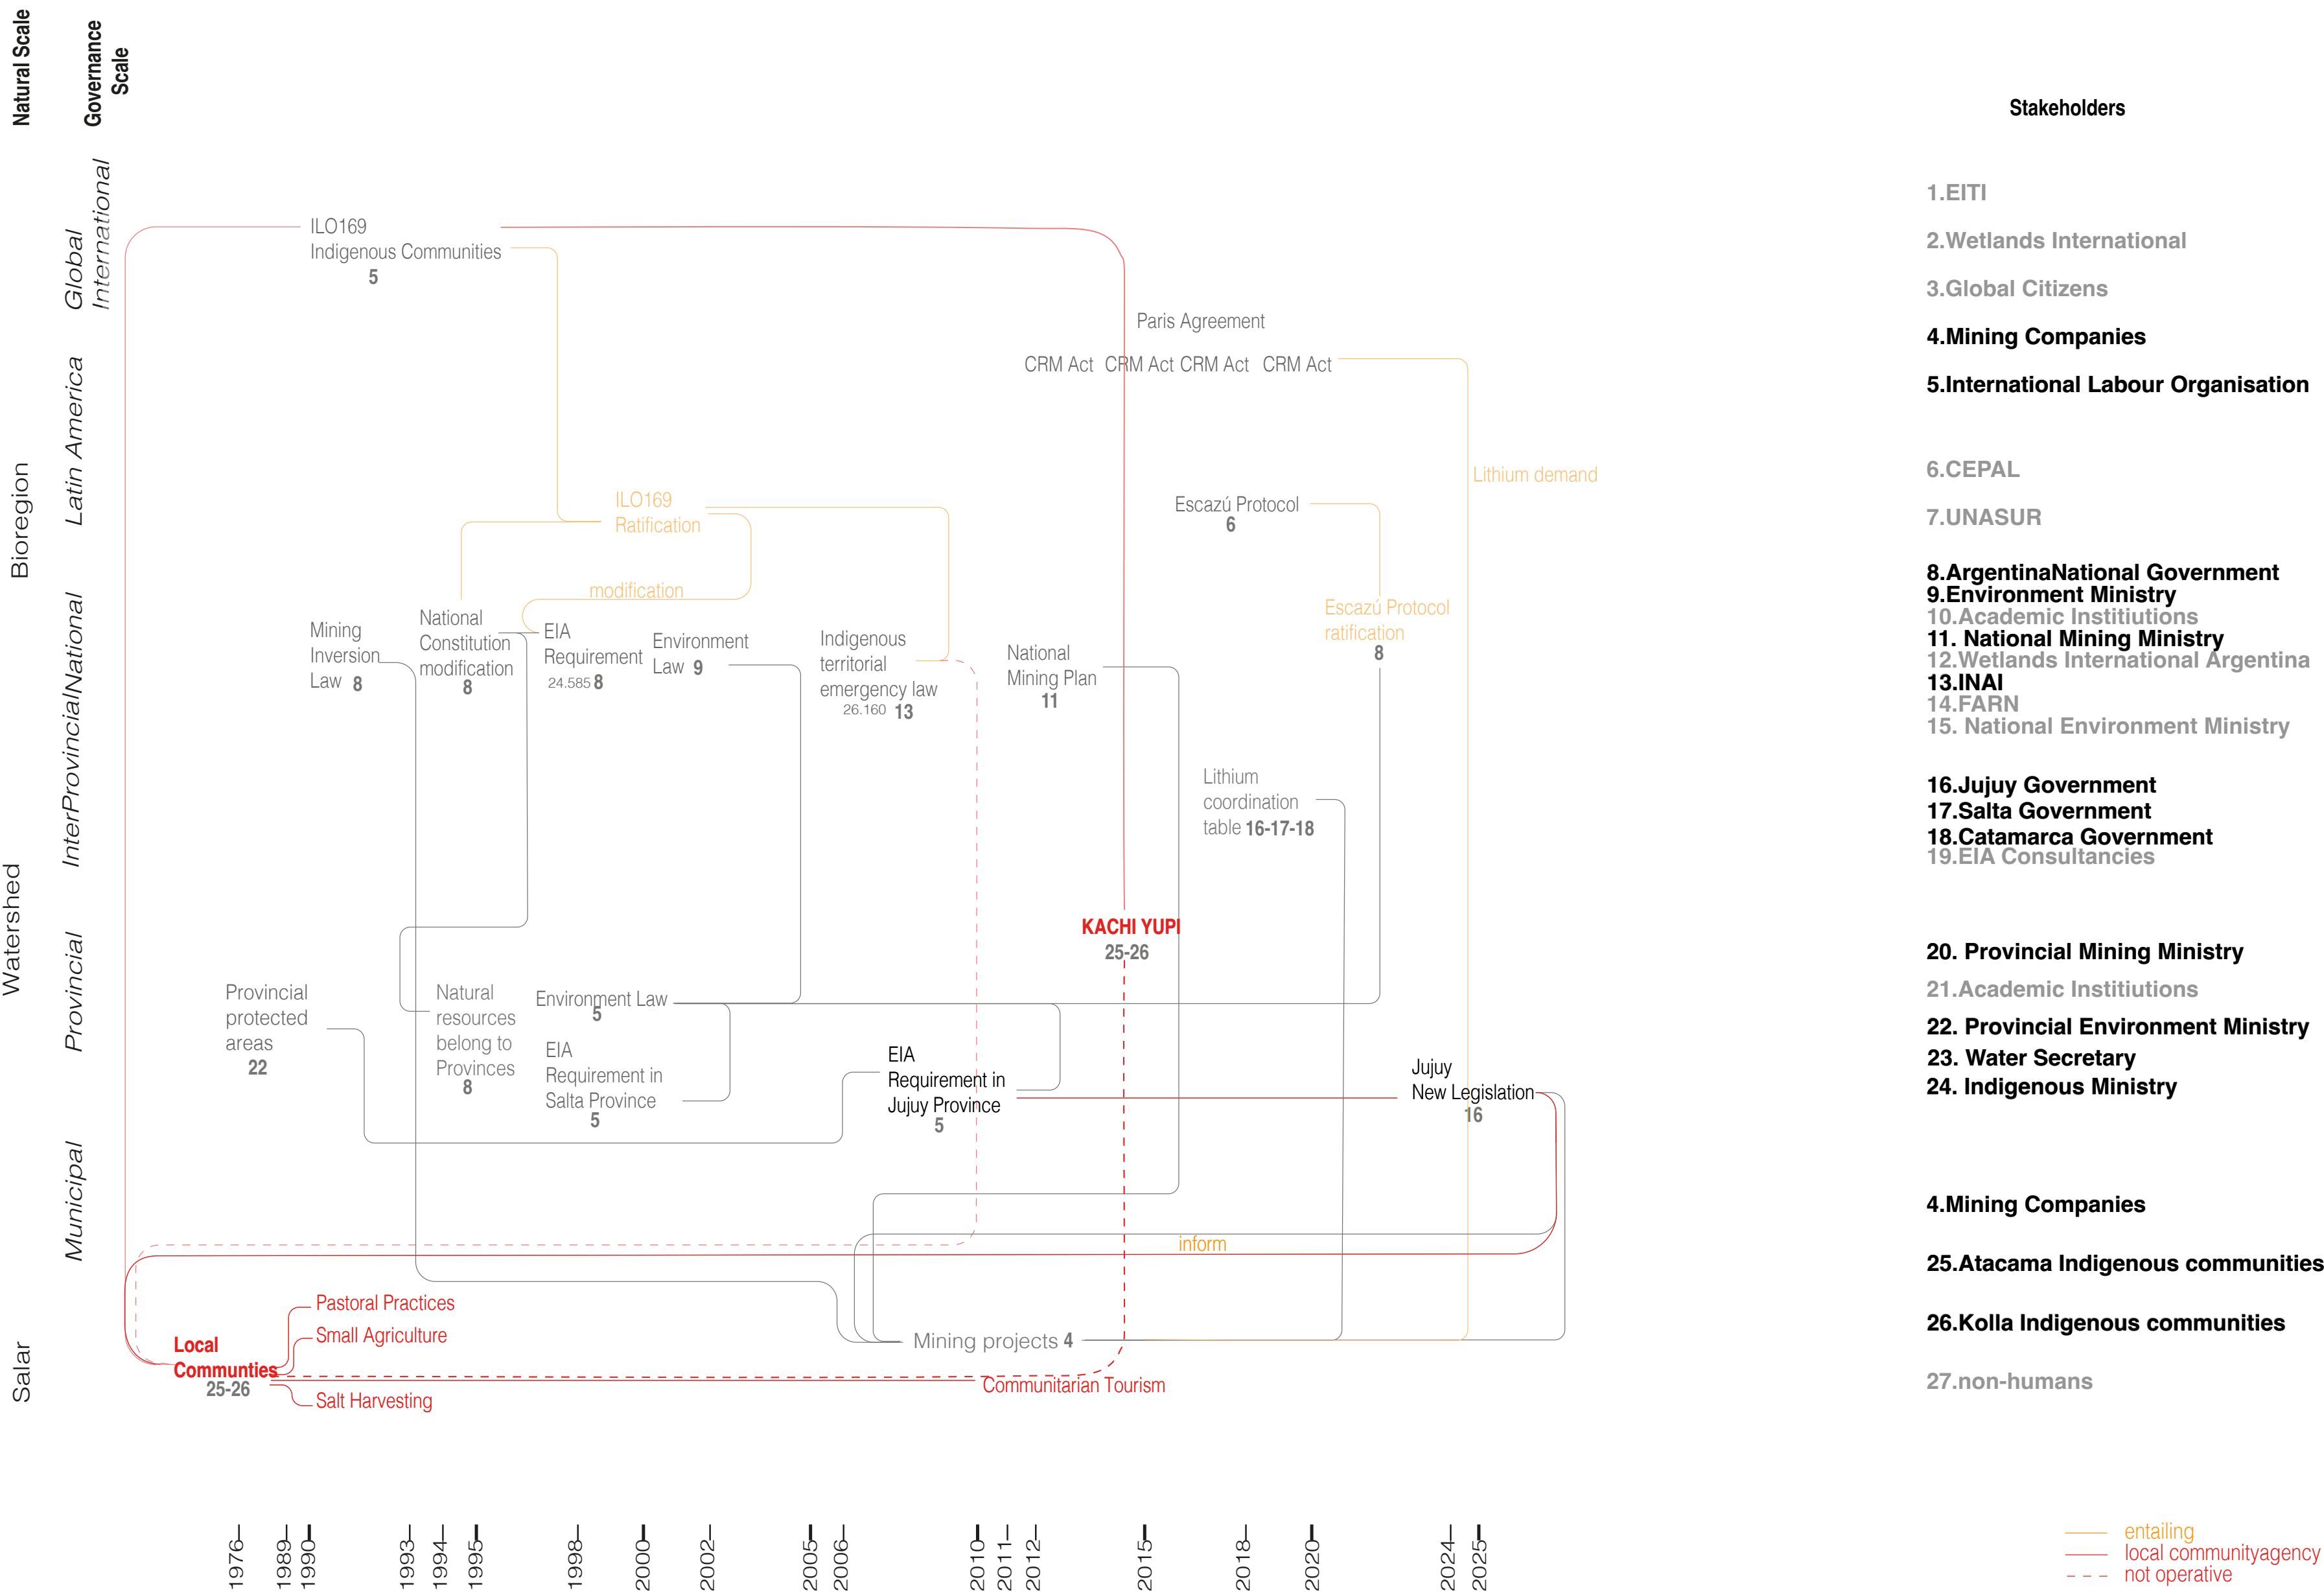 Natural Scale
Governance
Scale
Stakeholders
Global
International
Latin America
Bioregion
National
InterProvincial
Watershed
Provincial
Municipal
Salar
ILO169
Indigenous Communities
5
Paris Agreement
CRM Act CRM Act CRM Act CRM Act
Lithium demand
ILO169
Ratification
modification
Escazú Protocol
6
Escazú Protocol
ratification
8
Mining
Inversion
Law 8
National
Constitution
modification
8
EIA
Requirement
24.585 8
Environment
Law 9
Indigenous
territorial
emergency law
26.160 13
National
Mining Plan
11
Lithium
coordination
table 16-17-18
KACHI YUPI
25-26
Provincial
protected
areas
22
Natural
resources
belong to
Provinces
8
Environment Law
5
EIA
Requirement in
Salta Province
5
EIA
Requirement in
Jujuy Province
5
Jujuy
New Legislation
16
inform
Pastoral Practices
Small Agriculture
Local
Communties
25-26
Salt Harvesting
Mining projects 4
Communitarian Tourism
1.EITI
2.Wetlands International
3.Global Citizens
4.Mining Companies
5.International Labour Organisation
6.CEPAL
7.UNASUR
8.ArgentinaNational Government
9.Environment Ministry
10.Academic Institiutions
11. National Mining Ministry
12.Wetlands International Argentina
13.INAI
14.FARN
15. National Environment Ministry
16.Jujuy Government
17.Salta Government
18.Catamarca Government
19.EIA Consultancies
20. Provincial Mining Ministry
21.Academic Institiutions
22. Provincial Environment Ministry
23. Water Secretary
24. Indigenous Ministry
4.Mining Companies
25.Atacama Indigenous communities
26.Kolla Indigenous communities
27.non-humans
1976
1989
1990
1993
1994
1995
1998
2000
2002
2005
2006
2010
2011
2012
2015
2018
2020
2024
2025
entailing
local communityagency
not operative